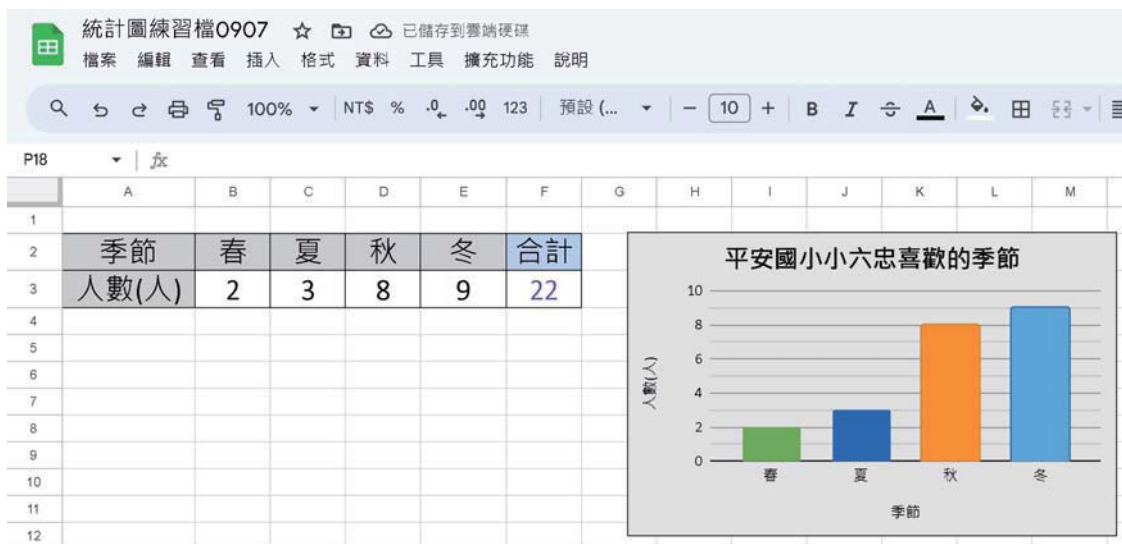 統計圖練習檔0907 已儲存到雲端硬碟
檔案 編輯 查看 插入 格式 資料 工具 擴充功能 說明
100% NT$ % .0 .00 123 預設 (... − 10 + B I A
P18 fx
A B C D E F G H I J K L M
1
2 季節 春 夏 秋 冬 合計
3 人數(人) 2 3 8 9 22
4
5
6
7
8
9
10
11
12
平安國小小六忠喜歡的季節
人數(人)
10
8
6
4
2
0
春 夏 秋 冬
季節